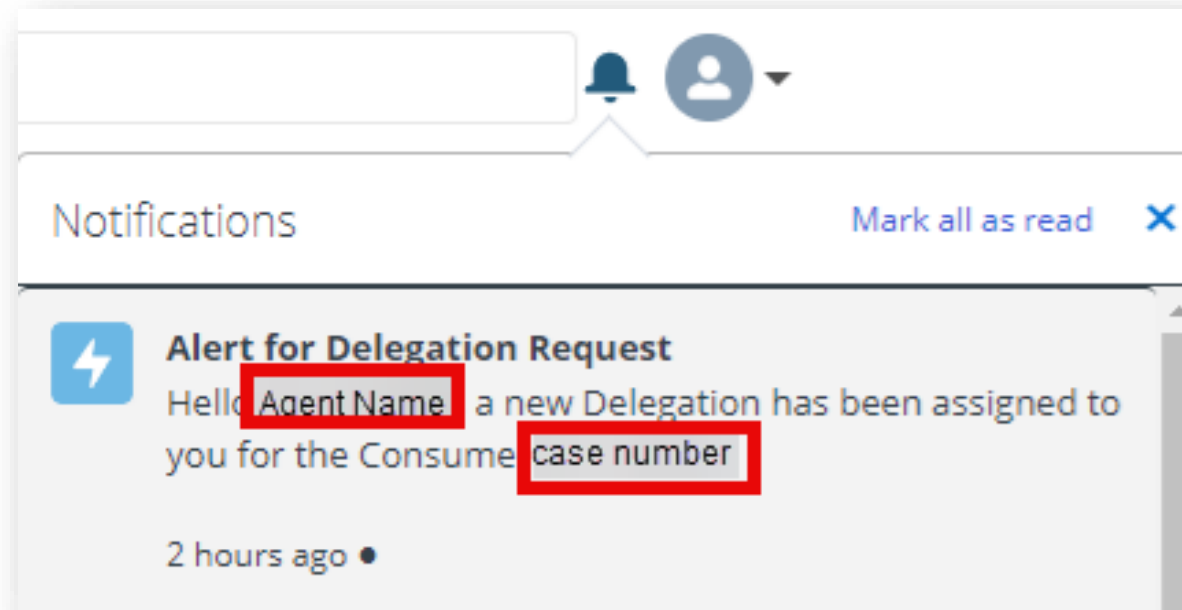 Notifications
Mark all as read
Alert for Delegation Request
Hello Agent Name a new Delegation has been assigned to
you for the Consume case number
2 hours ago